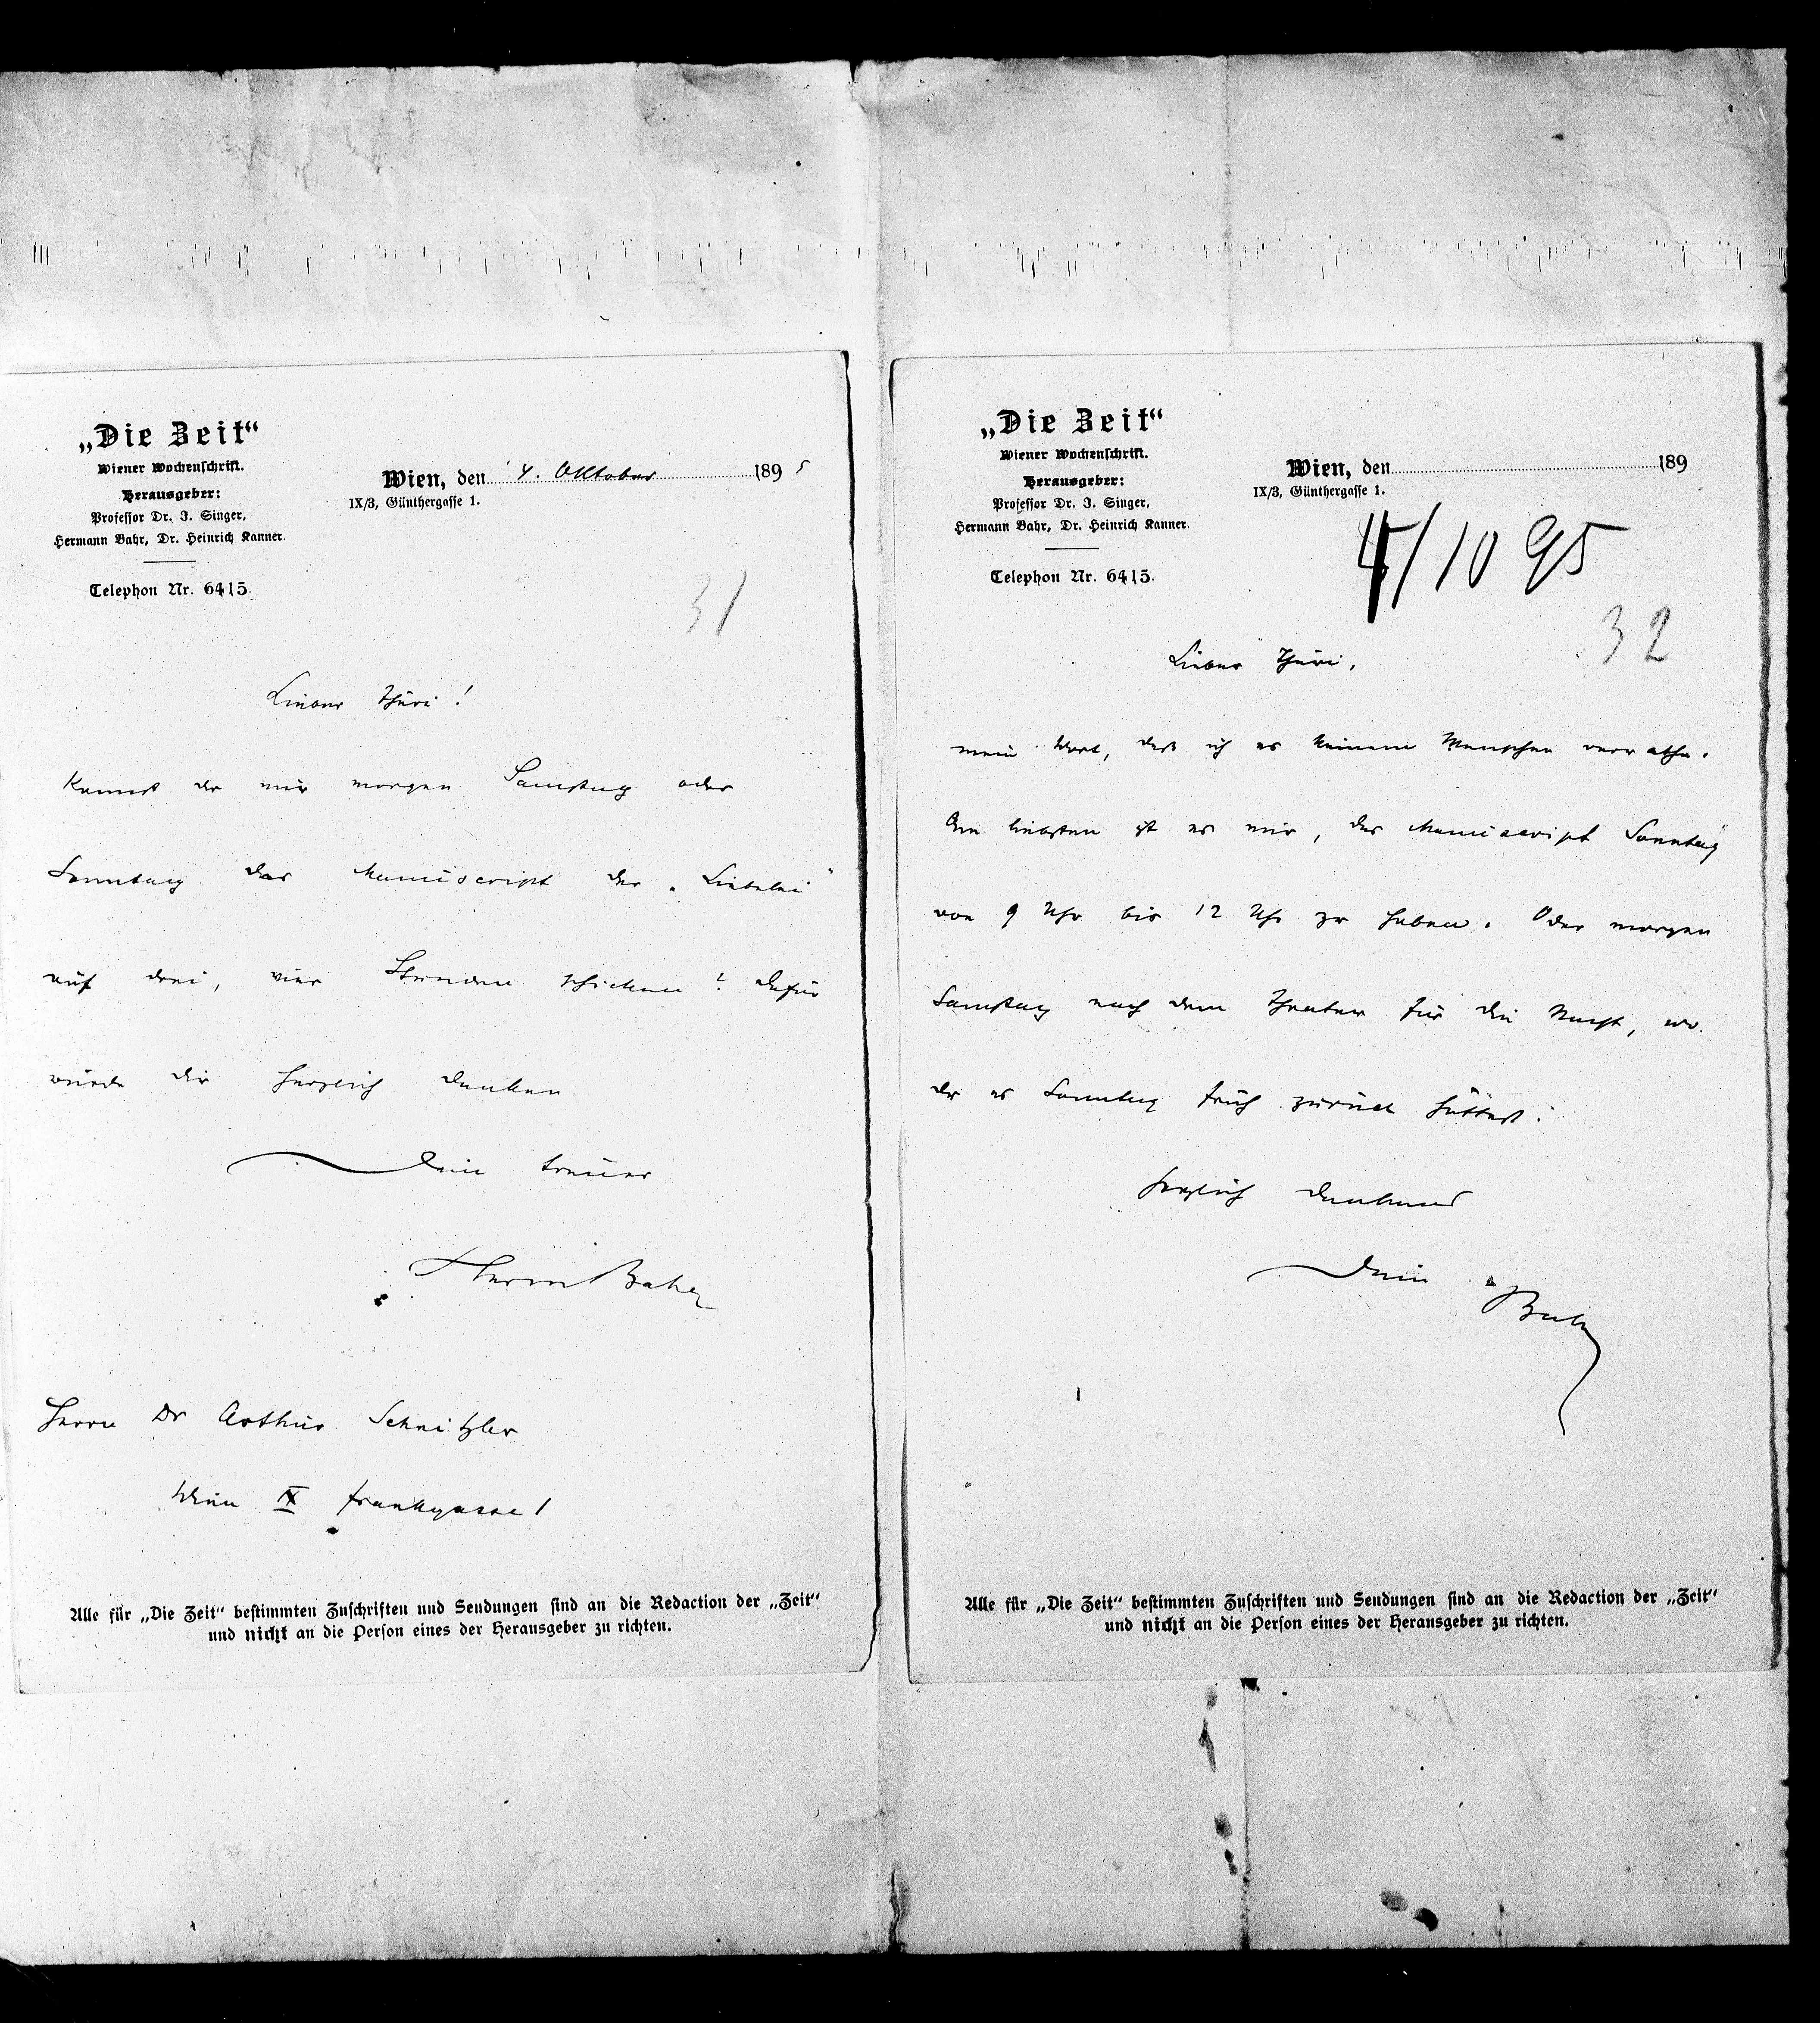 „Die Zeit“
Wiener Wochenschrift.
Herausgeber:
Professor Dr. J. Singer,
Hermann Bahr, Dr. Heinrich Kanner.
Telephon Nr. 6415.
Wien, den 4. Oktober 1895
IX/3, Günthergasse 1.
31
Lieber Thuri!
Kannst du mir morgen Samstag oder
Sonntag das Manuscript der „Liebelei“
auf drei, vier Stunden schicken? Dafür
würde dir herzlich danken
Dein treuer
HermBahr
Herrn Dr Arthur Schnitzler
Wien IX Frankgasse 1
Alle für „Die Zeit“ bestimmten Zuschriften und Sendungen sind an die Redaction der „Zeit“
und nicht an die Person eines der Herausgeber zu richten.
„Die Zeit“
Wiener Wochenschrift.
Herausgeber:
Professor Dr. J. Singer,
Hermann Bahr, Dr. Heinrich Kanner.
Telephon Nr. 6415.
Wien, den 189
IX/3, Günthergasse 1.
/10 95
32
Lieber Thuri,
mein Wort, daß ich es keinem Menschen verrathe.
Am liebsten ist es mir, das Manuscript Sonntag
von 9 Uhr bis 12 Uhr zu haben. Oder morgen
Samstag nach dem Theater für die Nacht, wo
du es Sonntag früh zurück hättest.
Herzlich dankend
Dein
Bahr
Alle für „Die Zeit“ bestimmten Zuschriften und Sendungen sind an die Redaction der „Zeit“
und nicht an die Person eines der Herausgeber zu richten.